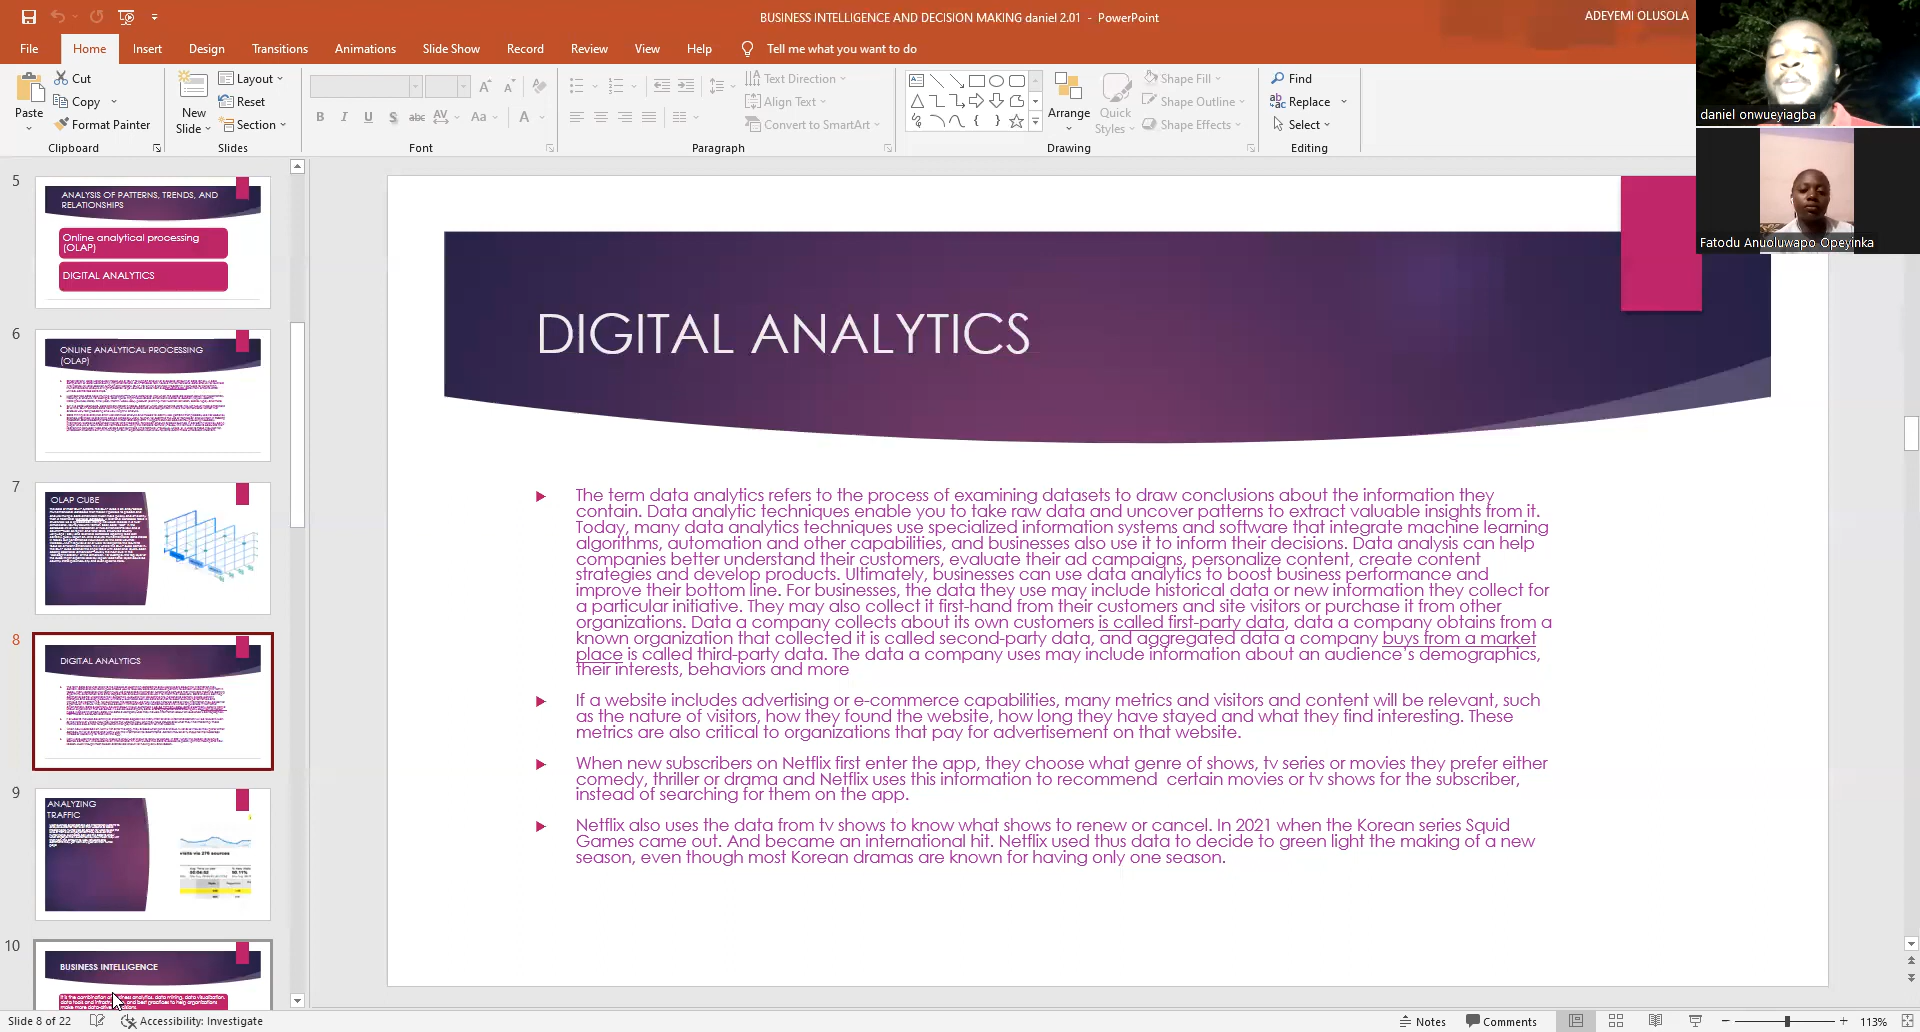 BUSINESS INTELLIGENCE AND DECISION MAKING daniel 2.01 - PowerPoint
ADEYEMI OLUSOLA
File Home Insert Design Transitions Animations Slide Show Record Review View Help Tell me what you want to do
Paste
Cut
Copy
Format Painter
Clipboard
New Slide
Layout
Reset
Section
Slides
Font
Text Direction
Align Text
Convert to SmartArt
Paragraph
Arrange
Quick Styles
Shape Fill
Shape Outline
Shape Effects
Drawing
Find
Replace
Select
Editing
daniel onwueyiagba
Fatodu Anuoluwapo Opeyinka
5
ANALYSIS OF PATTERNS, TRENDS, AND
RELATIONSHIPS
Online analytical processing
(OLAP)
DIGITAL ANALYTICS
6
ONLINE ANALYTICAL PROCESSING
(OLAP)
7
OLAP CUBE
8
DIGITAL ANALYTICS
9
ANALYZING
TRAFFIC
10
BUSINESS INTELLIGENCE
DIGITAL ANALYTICS
The term data analytics refers to the process of examining datasets to draw conclusions about the information they
contain. Data analytic techniques enable you to take raw data and uncover patterns to extract valuable insights from it.
Today, many data analytics techniques use specialized information systems and software that integrate machine learning
algorithms, automation and other capabilities, and businesses also use it to inform their decisions. Data analysis can help
companies better understand their customers, evaluate their ad campaigns, personalize content, create content
strategies and develop products. Ultimately, businesses can use data analytics to boost business performance and
improve their bottom line. For businesses, the data they use may include historical data or new information they collect for
a particular initiative. They may also collect it first-hand from their customers and site visitors or purchase it from other
organizations. Data a company collects about its own customers is called first-party data, data a company obtains from a
known organization that collected it is called second-party data, and aggregated data a company buys from a market
place is called third-party data. The data a company uses may include information about an audience's demographics,
their interests, behaviors and more
If a website includes advertising or e-commerce capabilities, many metrics and visitors and content will be relevant, such
as the nature of visitors, how they found the website, how long they have stayed and what they find interesting. These
metrics are also critical to organizations that pay for advertisement on that website.
When new subscribers on Netflix first enter the app, they choose what genre of shows, tv series or movies they prefer either
comedy, thriller or drama and Netflix uses this information to recommend certain movies or tv shows for the subscriber,
instead of searching for them on the app.
Netflix also uses the data from tv shows to know what shows to renew or cancel. In 2021 when the Korean series Squid
Games came out. And became an international hit. Netflix used thus data to decide to green light the making of a new
season, even though most Korean dramas are known for having only one season.
Slide 8 of 22
Accessibility: Investigate
Notes
Comments
113%